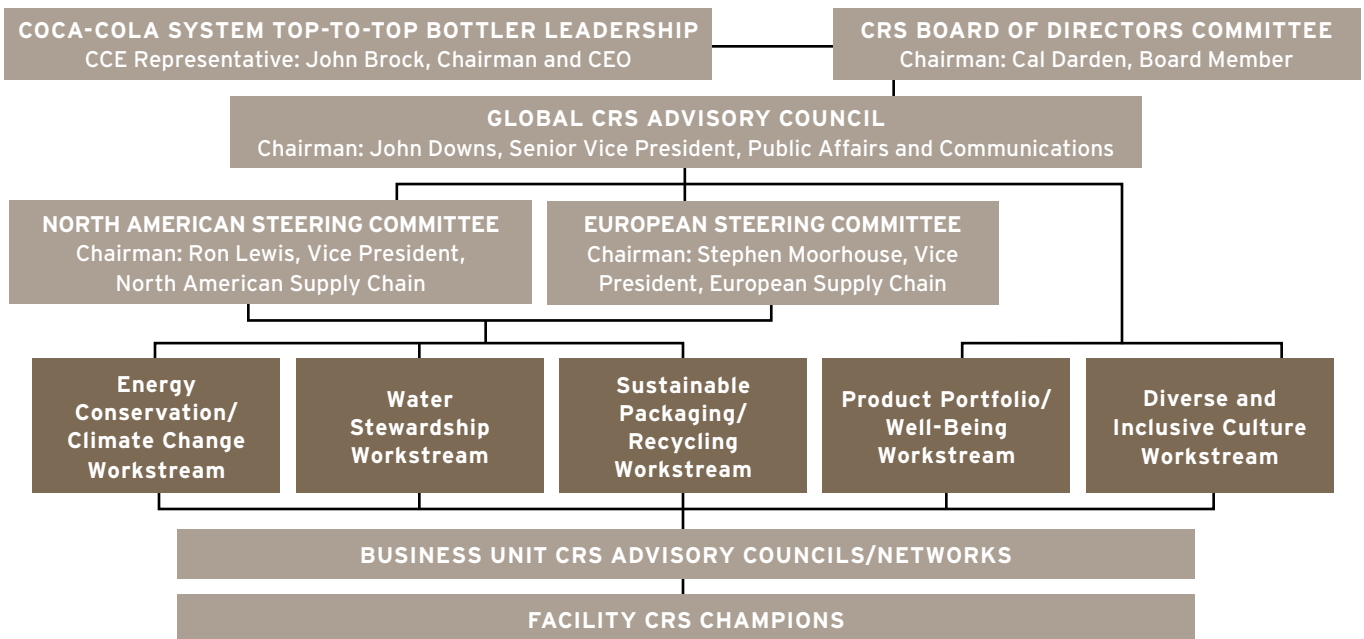 COCA-COLA SYSTEM TOP-TO-TOP BOTTLER LEADERSHIP
CCE Representative: John Brock, Chairman and CEO
CRS BOARD OF DIRECTORS COMMITTEE
Chairman: Cal Darden, Board Member
GLOBAL CRS ADVISORY COUNCIL
Chairman: John Downs, Senior Vice President, Public Affairs and Communications
NORTH AMERICAN STEERING COMMITTEE
Chairman: Ron Lewis, Vice President,
North American Supply Chain
EUROPEAN STEERING COMMITTEE
Chairman: Stephen Moorhouse, Vice
President, European Supply Chain
Energy
Conservation/
Climate Change
Workstream
Water
Stewardship
Workstream
Sustainable
Packaging/
Recycling
Workstream
Product Portfolio/
Well-Being
Workstream
Diverse and
Inclusive Culture
Workstream
BUSINESS UNIT CRS ADVISORY COUNCILS/NETWORKS
FACILITY CRS CHAMPIONS